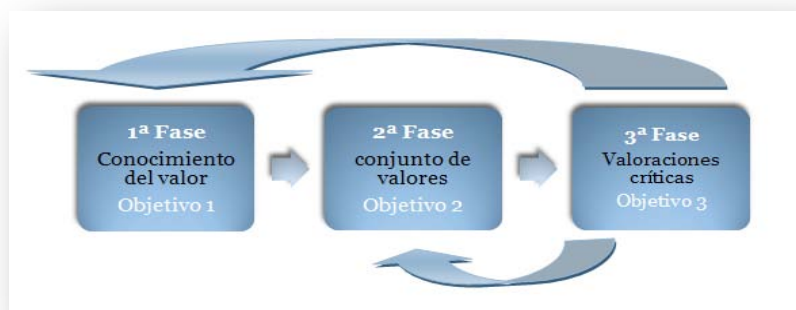 1ª Fase
Conocimiento
del valor
Objetivo 1
2ª Fase
conjunto de
valores
Objetivo 2
3ª Fase
Valoraciones
críticas
Objetivo 3